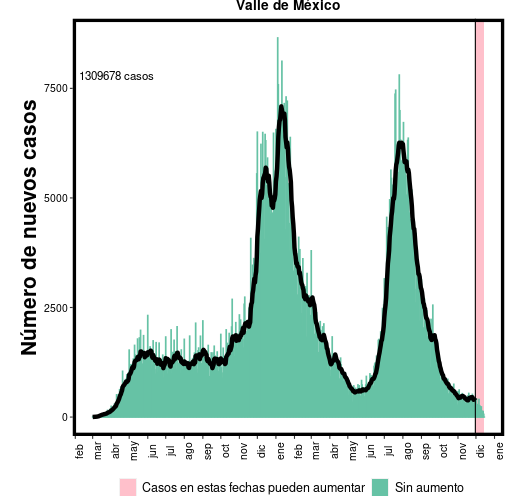 Valle de México
1309678 casos
Número de nuevos casos
7500
5000
2500
0
feb mar abr may jun jul ago sep oct nov dic ene feb mar abr may jun jul ago sep oct nov dic ene
Casos en estas fechas pueden aumentar Sin aumento